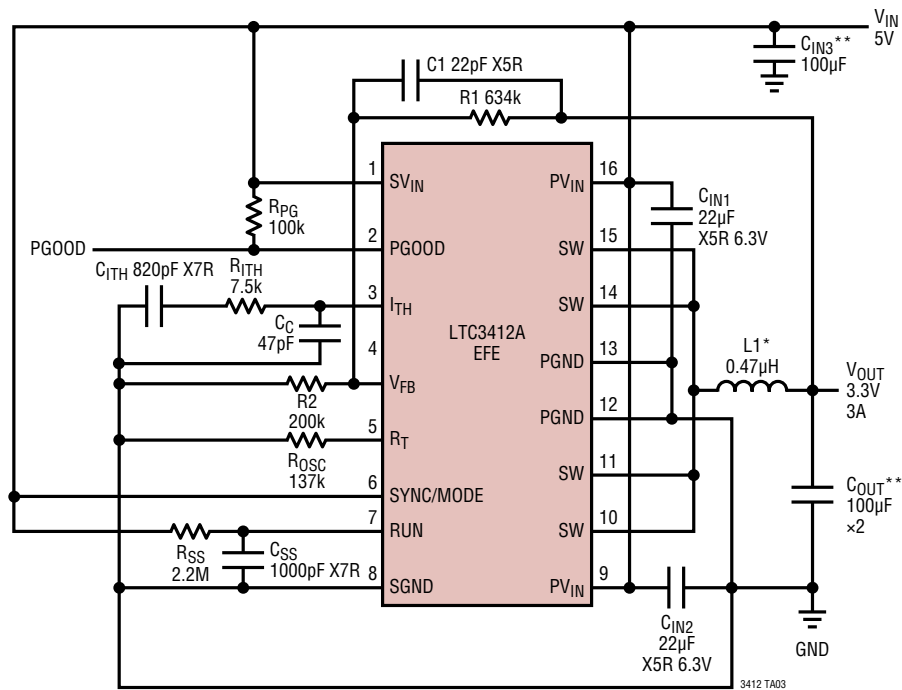 VIN
5V
CIN3**
100µF
C1 22pF X5R
R1 634k
1
SVIN
PVIN
16
RPG
100k
CIN1
22µF
X5R 6.3V
PGOOD
2
PGOOD
SW
15
CITH 820pF X7R
RITH
7.5k
3
ITH
SW
14
CC
47pF
LTC3412A
EFE
4
VFB
PGND
13
L1*
0.47µH
VOUT
3.3V
3A
R2
200k
PGND
12
5
RT
ROSC
137k
SW
11
6
SYNC/MODE
COUT**
100µF
×2
7
RUN
SW
10
RSS
2.2M
CSS
1000pF X7R
8
SGND
PVIN
9
CIN2
22µF
X5R 6.3V
GND
3412 TA03